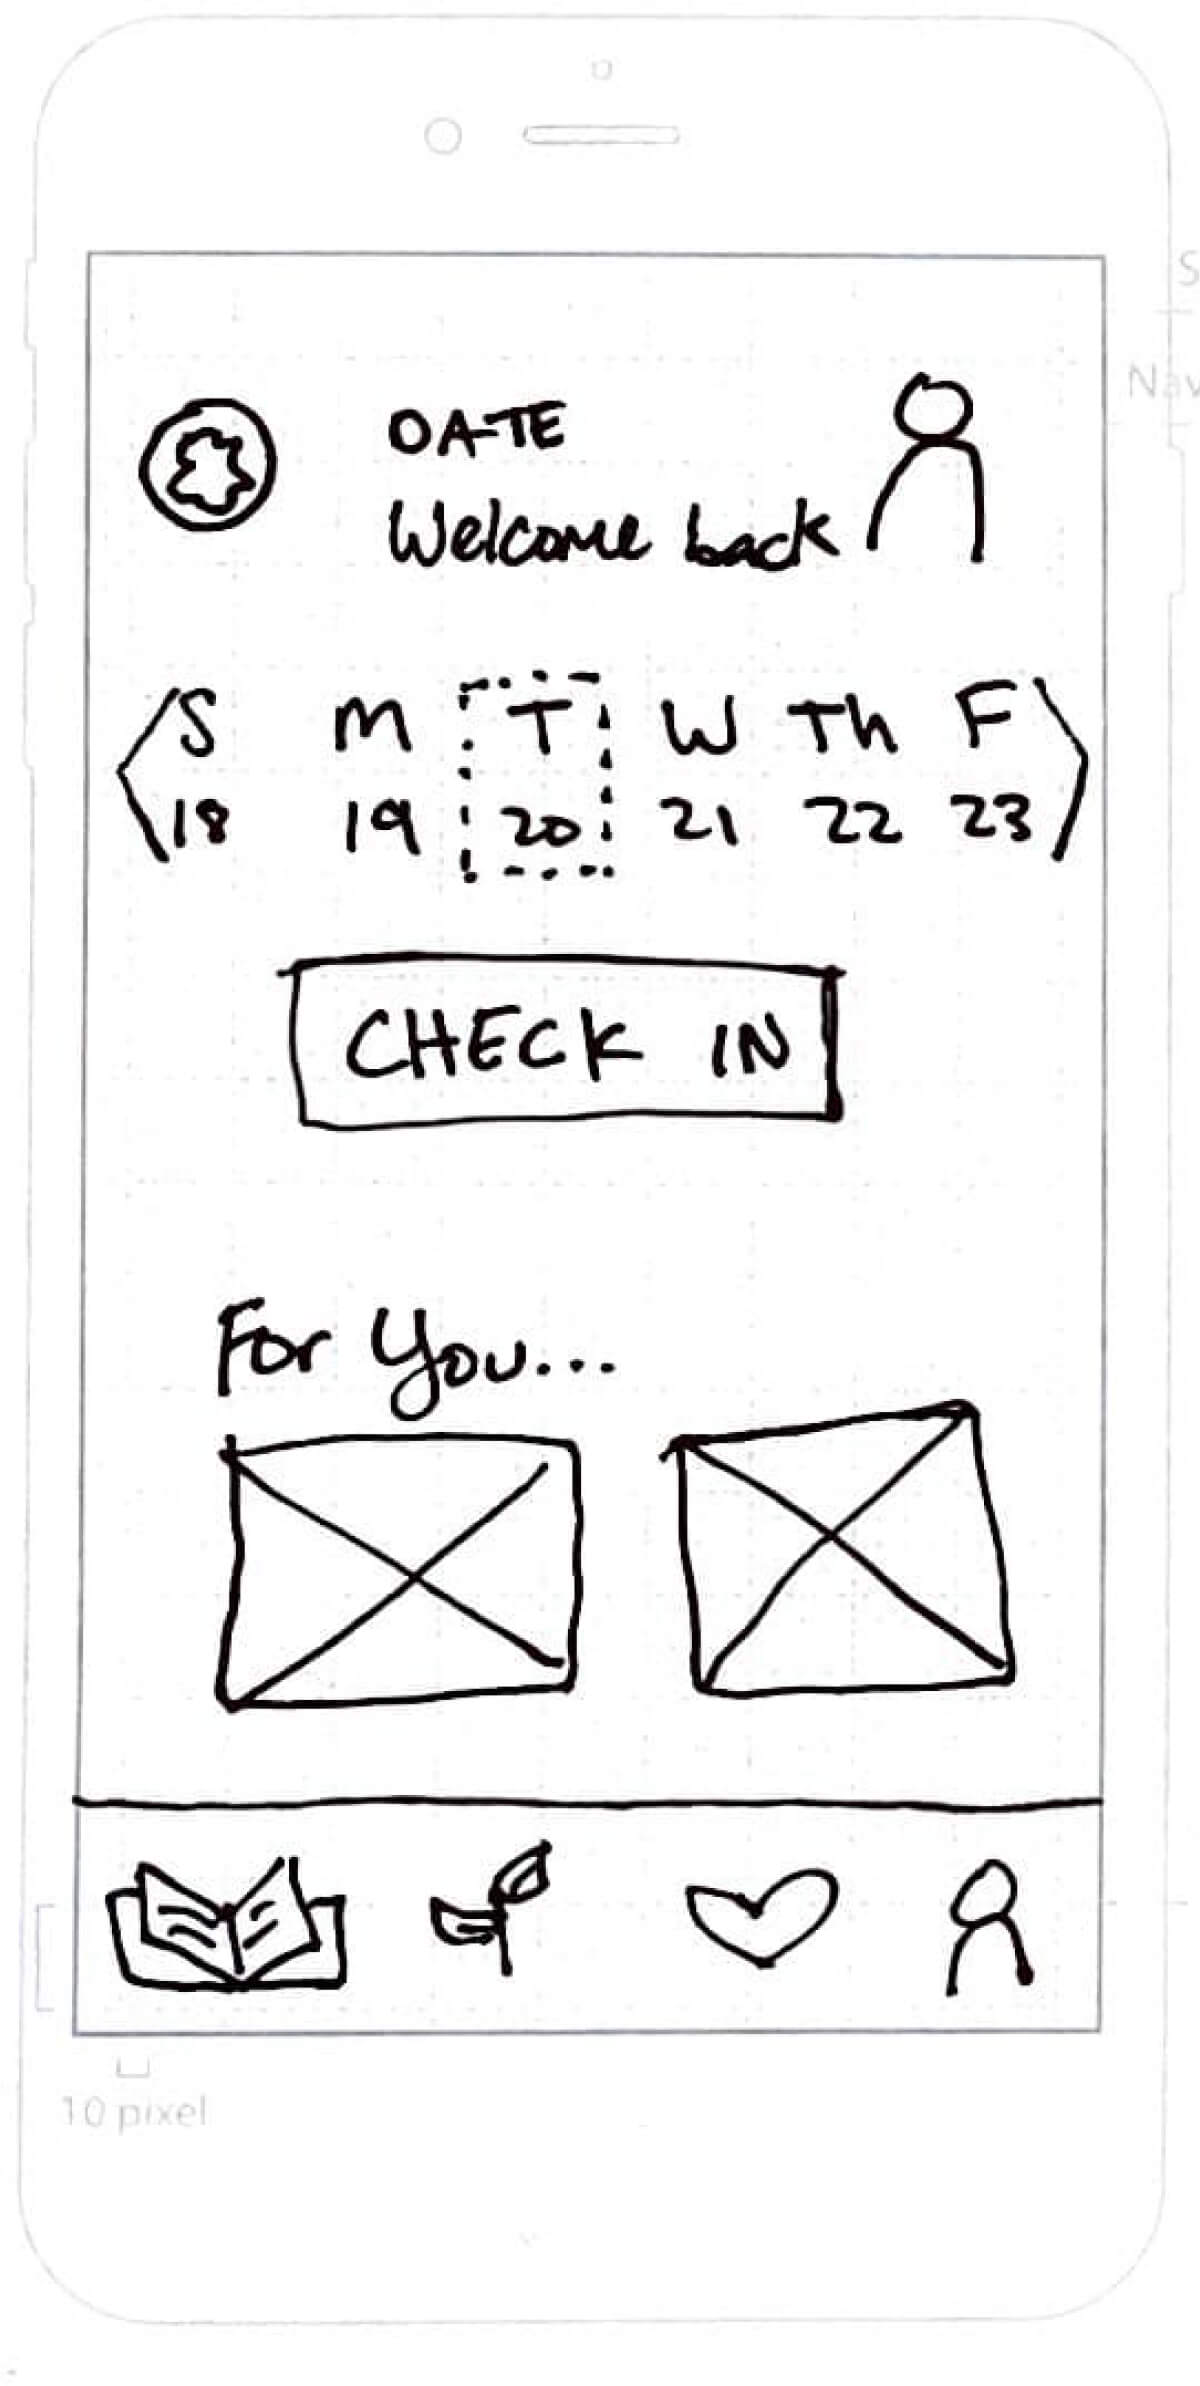 S
Nav
DATE
Welcome back
S M T W Th F
18 19 20 21 22 23
CHECK IN
For You...
10 pixel